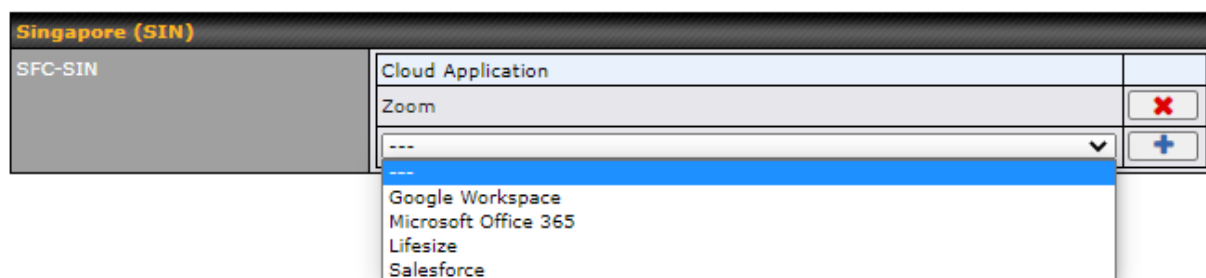 Singapore (SIN)
SFC-SIN
Cloud Application
Zoom
---
---
Google Workspace
Microsoft Office 365
Lifesize
Salesforce